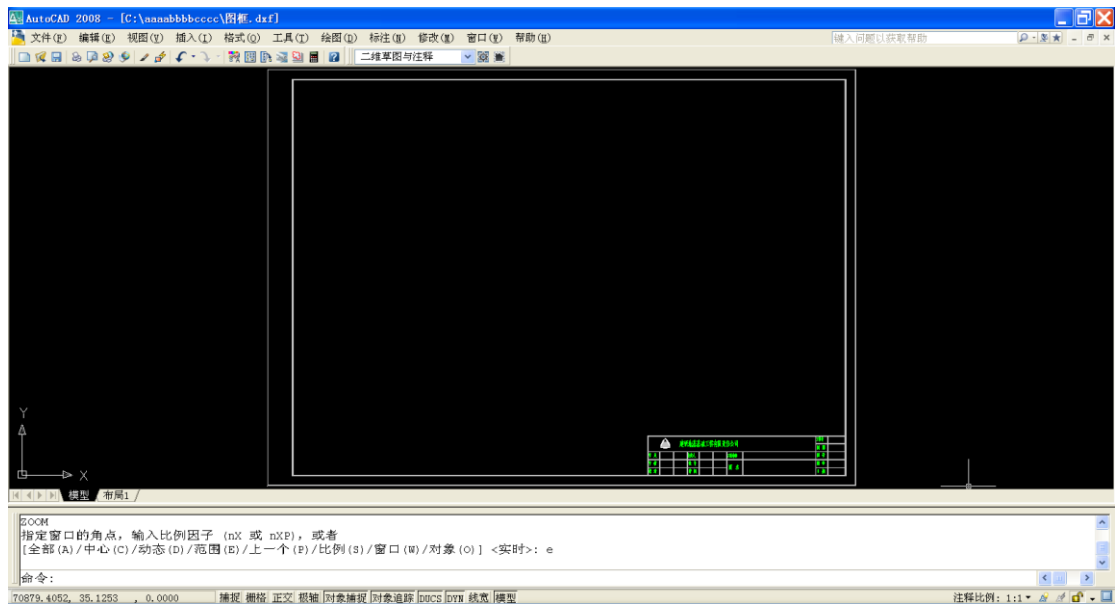 AutoCAD 2008 - [C:\aaaabbbbcccc\图框.dxf]
文件(F) 编辑(E) 视图(V) 插入(I) 格式(O) 工具(T) 绘图(D) 标注(N) 修改(M) 窗口(W) 帮助(H) 键入问题以获取帮助
二维草图与注释
Y
X
模型 布局1
ZOOM
指定窗口的角点, 输入比例因子 (nX 或 nXP), 或者
[全部(A)/中心(C)/动态(D)/范围(E)/上一个(P)/比例(S)/窗口(W)/对象(O)] <实时>: e
命令:
70879.4052, 35.1253 , 0.0000 捕捉 栅格 正交 极轴 对象捕捉 对象追踪 DUCS DYN 线宽 模型 注释比例: 1:1